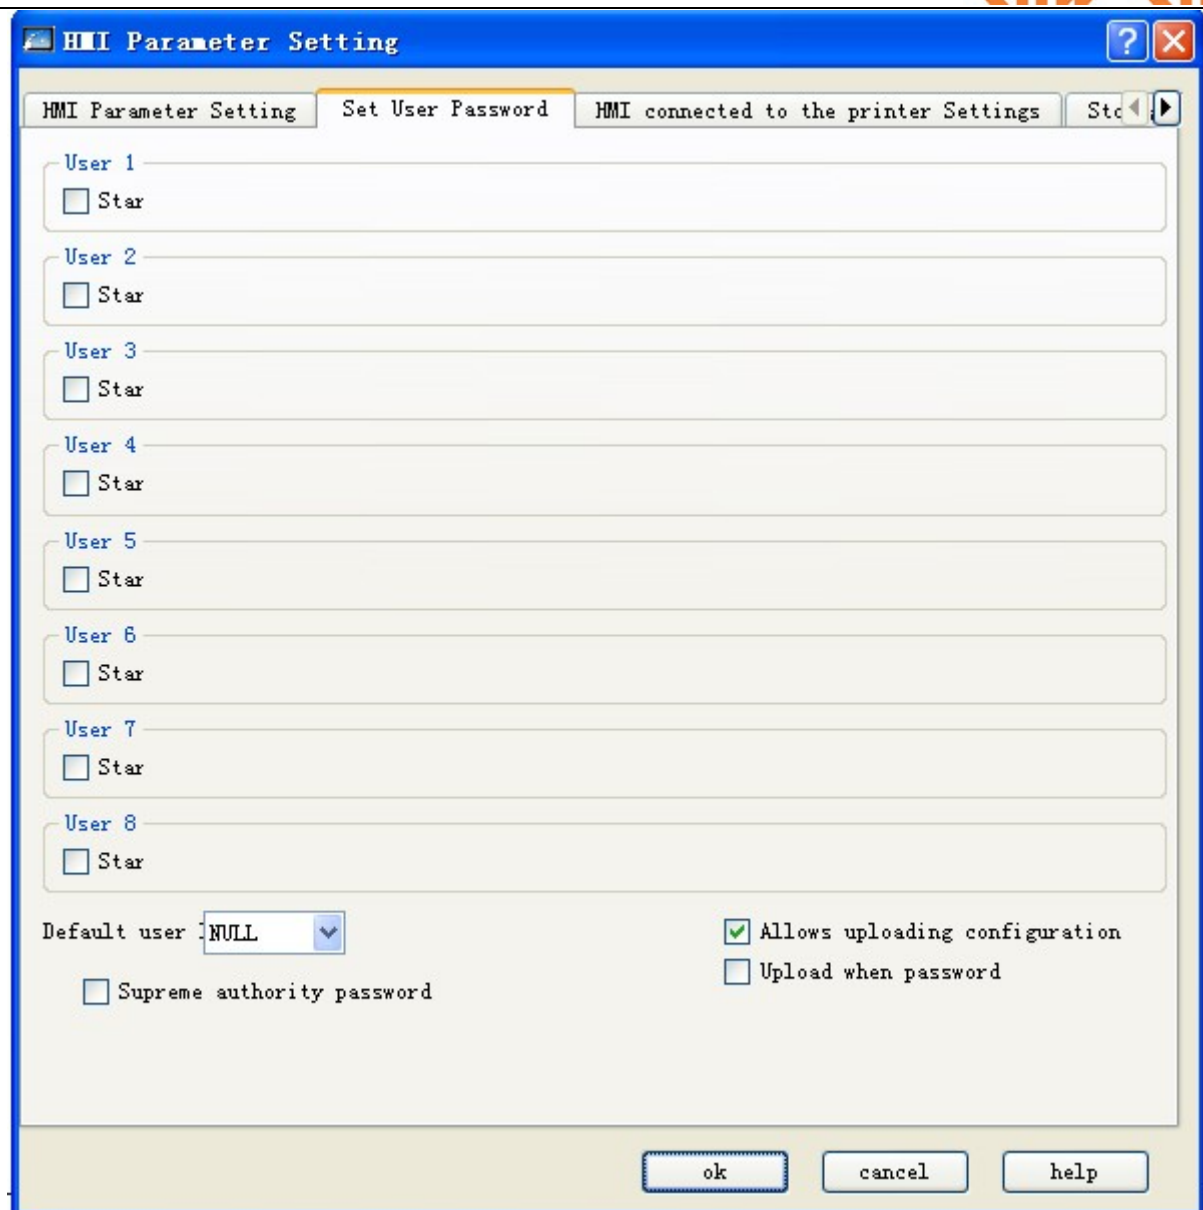 HMI Parameter Setting
HMI Parameter Setting Set User Password HMI connected to the printer Settings
User 1
Star
User 2
Star
User 3
Star
User 4
Star
User 5
Star
User 6
Star
User 7
Star
User 8
Star
Default user NULL Allows uploading configuration
Upload when password
Supreme authority password
ok cancel help